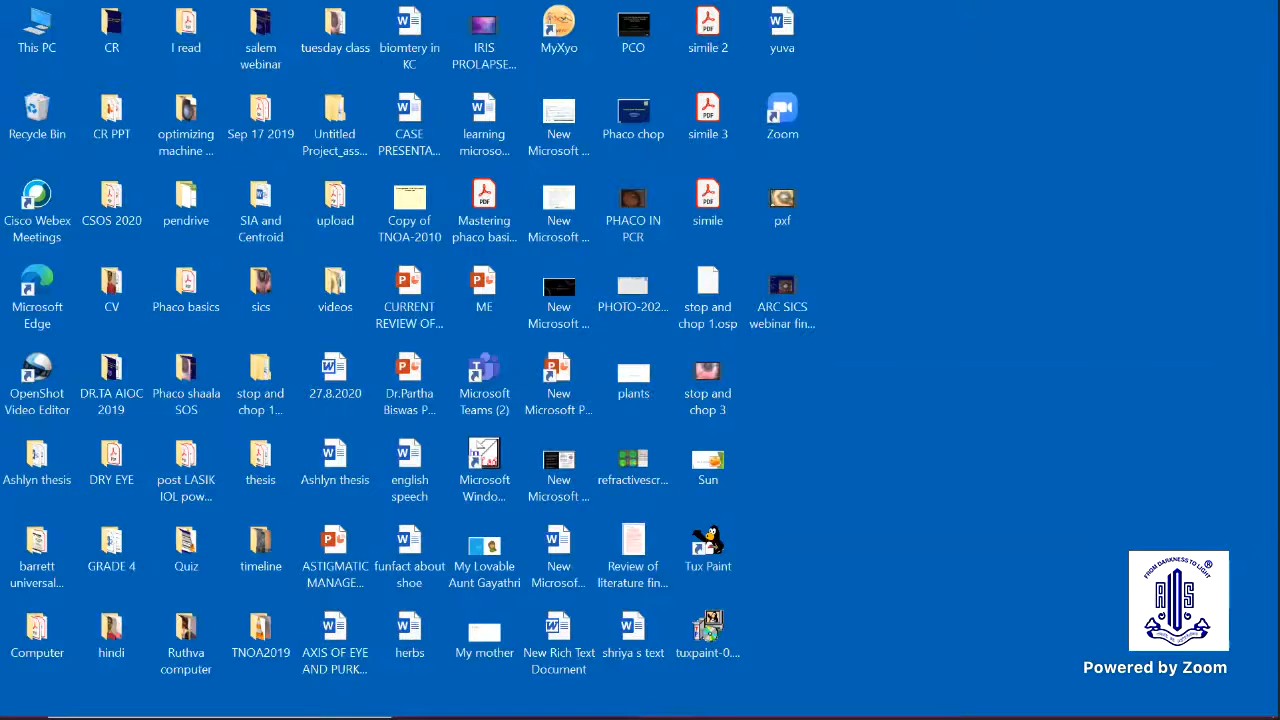 This PC
CR
I read
salem
webinar
tuesday class
biomtery in
KC
IRIS
PROLAPSE...
MyXyo
PCO
simile 2
yuva
Recycle Bin
CR PPT
optimizing
machine ...
Sep 17 2019
Untitled
Project_ass...
CASE
PRESENTA...
learning
microso...
New
Microsoft ...
Phaco chop
simile 3
Zoom
Cisco Webex
Meetings
CSOS 2020
pendrive
SIA and
Centroid
upload
Copy of
TNOA-2010
Mastering
phaco basi...
New
Microsoft ...
PHACO IN
PCR
simile
pxf
Microsoft
Edge
CV
Phaco basics
sics
videos
CURRENT
REVIEW OF...
ME
New
Microsoft ...
PHOTO-202...
stop and
chop 1.osp
ARC SICS
webinar fin...
OpenShot
Video Editor
DR.TA AIOC
2019
Phaco shaala
SOS
stop and
chop 1...
27.8.2020
Dr.Partha
Biswas P...
Microsoft
Teams (2)
New
Microsoft P...
plants
stop and
chop 3
Ashlyn thesis
DRY EYE
post LASIK
IOL pow...
thesis
Ashlyn thesis
english
speech
Microsoft
Windo...
New
Microsoft ...
refractivescr...
Sun
barrett
universal...
GRADE 4
Quiz
timeline
ASTIGMATIC
MANAGE...
funfact about
shoe
My Lovable
Aunt Gayathri
New
Microsof...
Review of
literature fin...
Tux Paint
Computer
hindi
Ruthva
computer
TNOA2019
AXIS OF EYE
AND PURK...
herbs
My mother
New Rich Text
Document
shriya s text
tuxpaint-0....
FROM DARKNESS TO LIGHT
Powered by Zoom